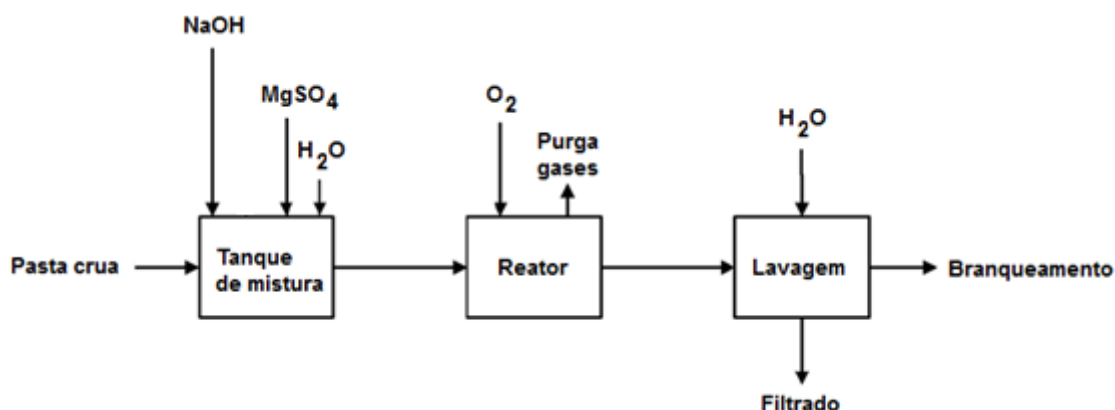 NaOH
MgSO4
H2O
O2
Purga
gases
H2O
Pasta crua
Tanque
de mistura
Reator
Lavagem
Branqueamento
Filtrado